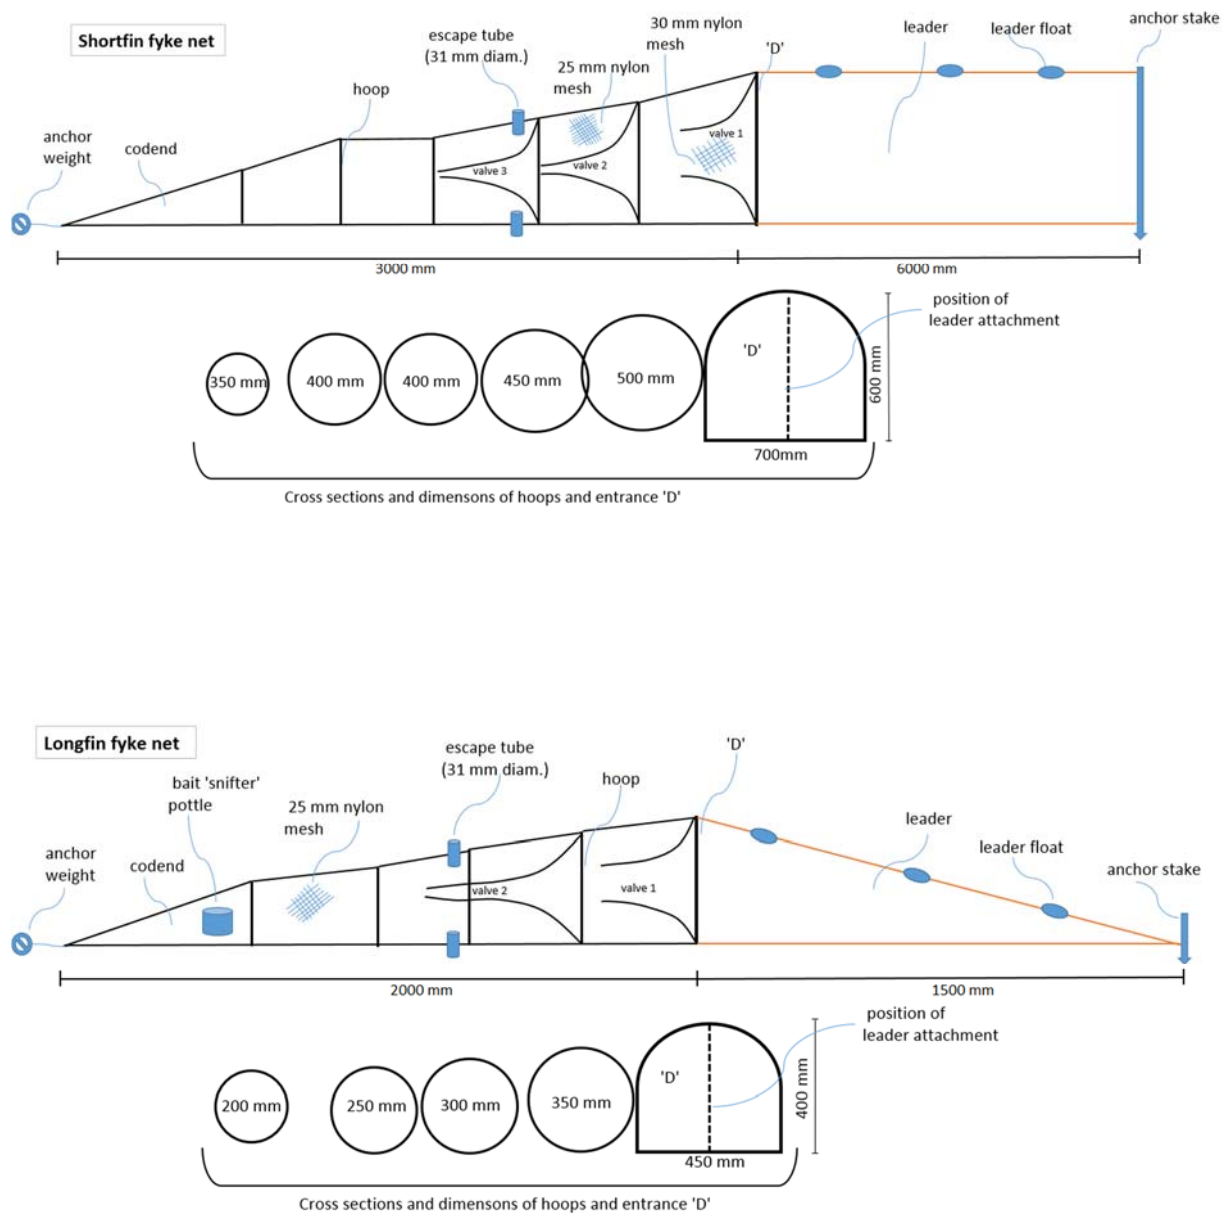 Shortfin fyke net
anchor
weight
codend
hoop
escape tube
(31 mm diam.)
25 mm nylon
mesh
30 mm nylon
mesh
'D'
leader
leader float
anchor stake
valve 3
valve 2
valve 1
3000 mm
6000 mm
350 mm
400 mm
400 mm
450 mm
500 mm
'D'
700mm
600 mm
position of
leader attachment
Cross sections and dimensons of hoops and entrance 'D'
Longfin fyke net
anchor
weight
codend
bait 'snifter'
pottle
25 mm nylon
mesh
escape tube
(31 mm diam.)
hoop
'D'
leader
leader float
anchor stake
valve 2
valve 1
2000 mm
1500 mm
200 mm
250 mm
300 mm
350 mm
'D'
450 mm
400 mm
position of
leader attachment
Cross sections and dimensons of hoops and entrance 'D'